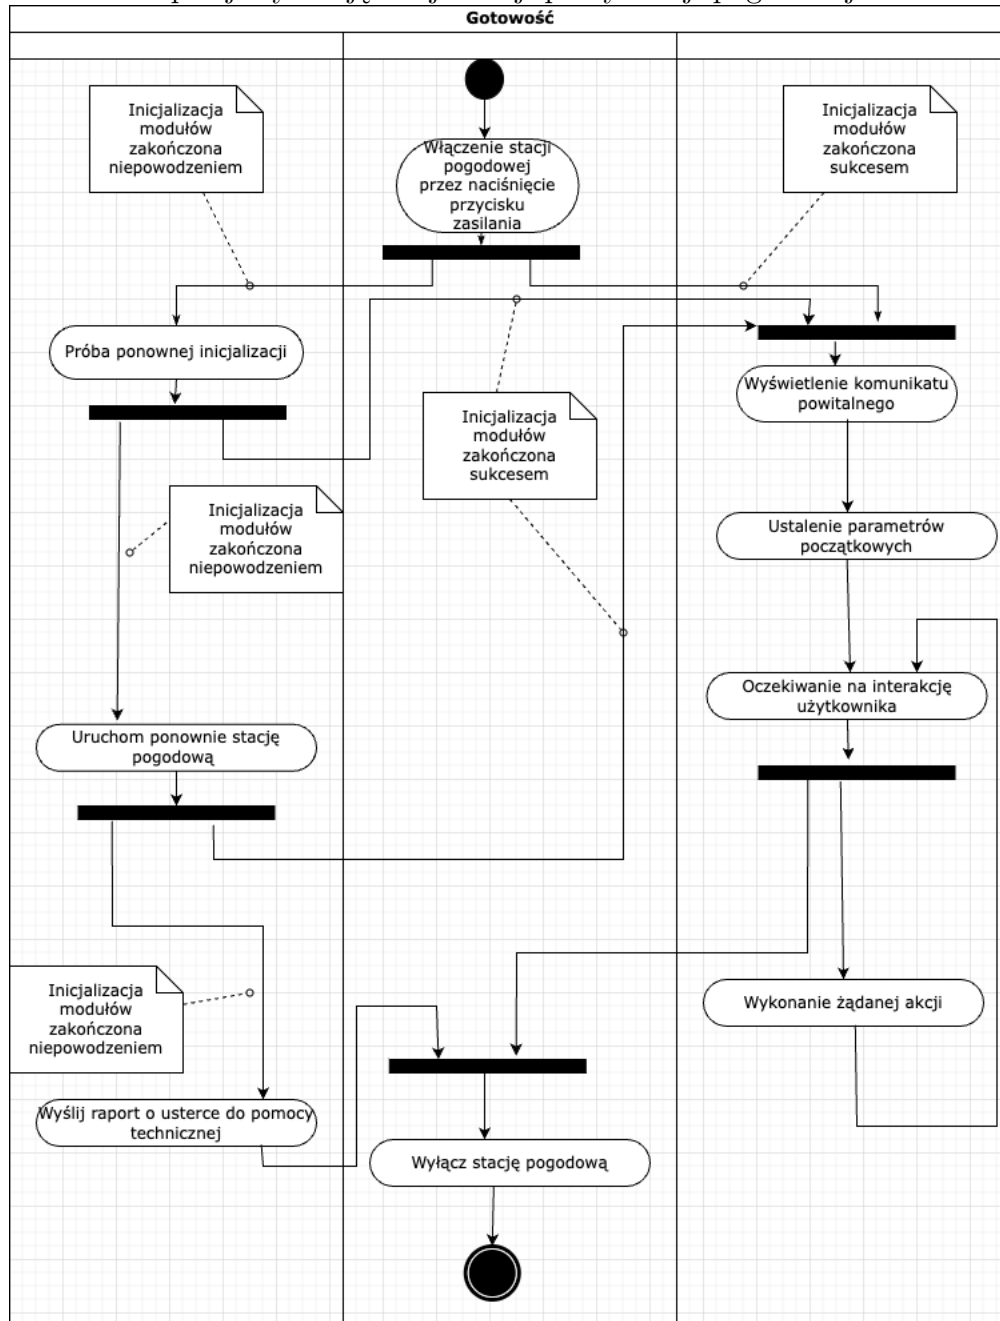 Gotowość
Inicjalizacja
modułów
zakończona
niepowodzeniem
Włączenie stacji
pogodowej
przez naciśnięcie
przycisku
zasilania
Inicjalizacja
modułów
zakończona
sukcesem
Próba ponownej inicjalizacji
Wyświetlenie komunikatu
powitalnego
Inicjalizacja
modułów
zakończona
sukcesem
Inicjalizacja
modułów
zakończona
niepowodzeniem
Ustalenie parametrów
początkowych
Oczekiwanie na interakcję
użytkownika
Uruchom ponownie stację
pogodową
Inicjalizacja
modułów
zakończona
niepowodzeniem
Wykonanie żądanej akcji
Wyślij raport o usterce do pomocy
technicznej
Wyłącz stację pogodową